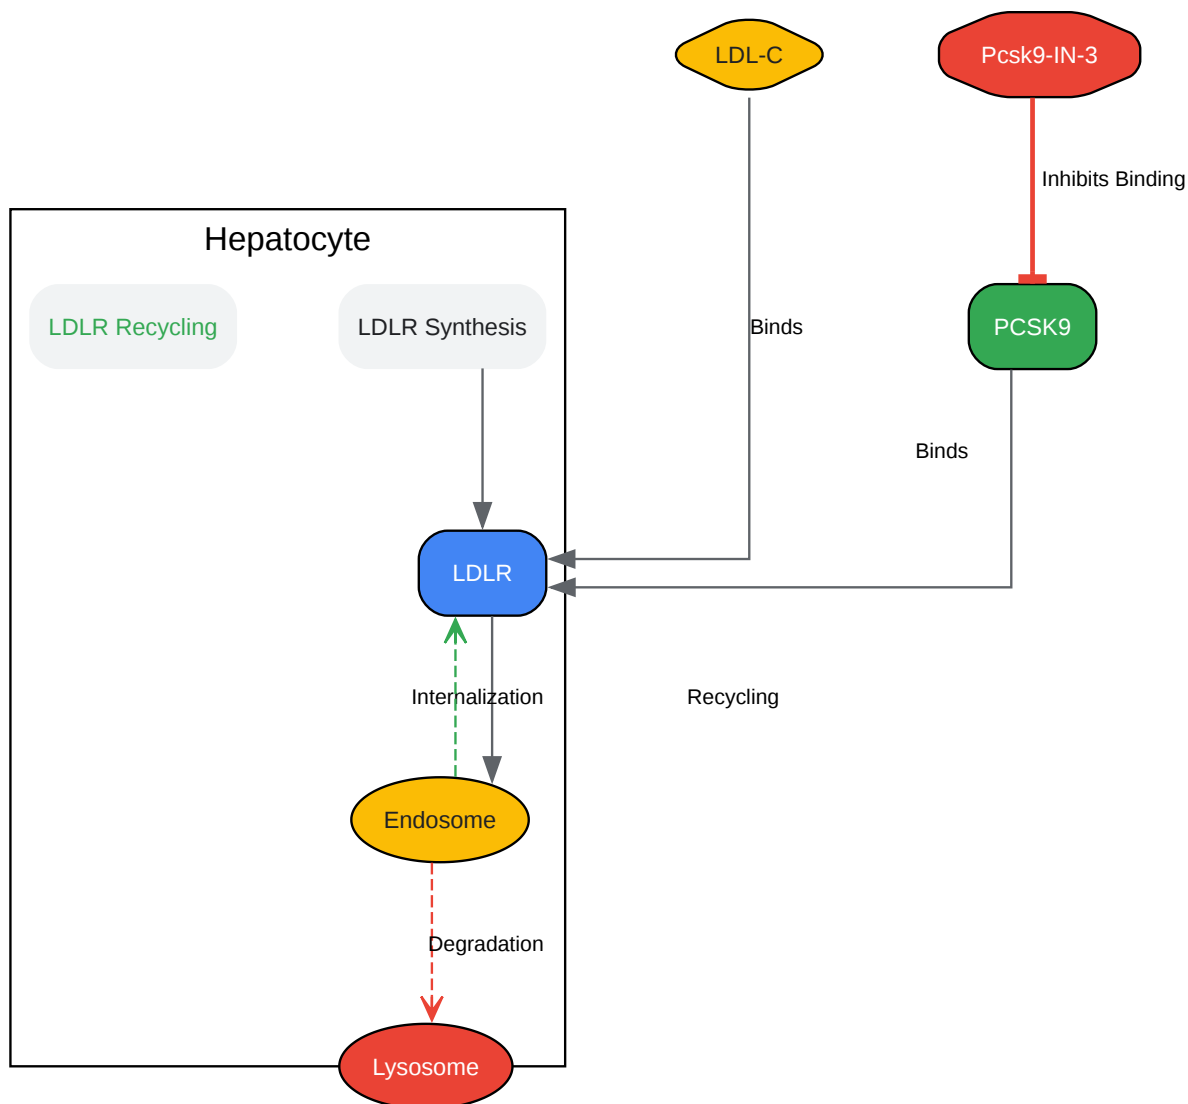 LDL-C
Pcsk9-IN-3
Inhibits Binding
Hepatocyte
LDLR Recycling
LDLR Synthesis
Binds
PCSK9
Binds
LDLR
Internalization
Recycling
Endosome
Degradation
Lysosome